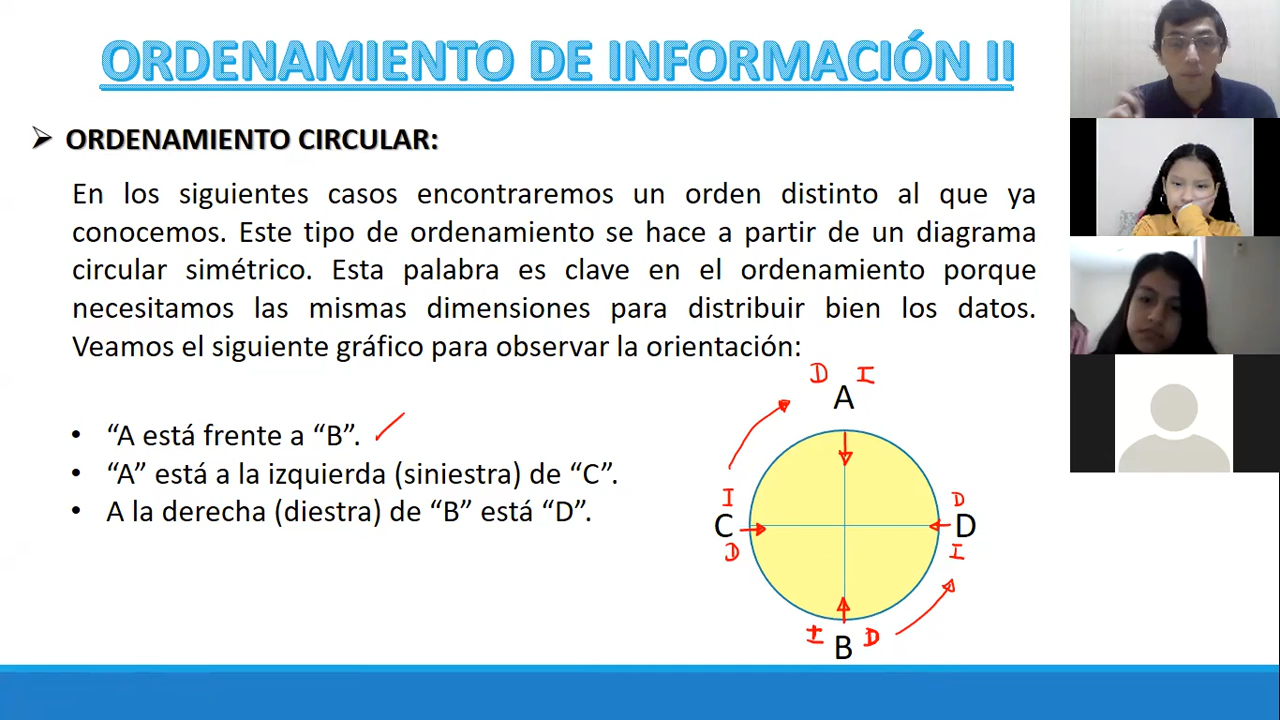 ORDENAMIENTO DE INFORMACIÓN II
➢ ORDENAMIENTO CIRCULAR:
En los siguientes casos encontraremos un orden distinto al que ya
conocemos. Este tipo de ordenamiento se hace a partir de un diagrama
circular simétrico. Esta palabra es clave en el ordenamiento porque
necesitamos las mismas dimensiones para distribuir bien los datos.
Veamos el siguiente gráfico para observar la orientación:
• “A está frente a “B”.
• “A” está a la izquierda (siniestra) de “C”.
• A la derecha (diestra) de “B” está “D”.
D I
A
I
C
D
D
D
I
I B D